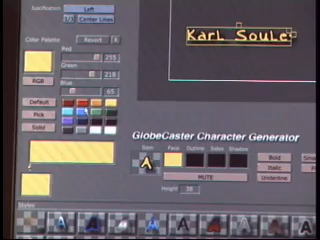 Justification
Left
Center Lines
Karl Soule
Color Palette
Revert
Red
255
Green
218
Blue
65
RGB
Default
Pick
Solid
GlobeCaster Character Generator
Item
Face
Outline
Sides
Shadow
Bold
Italic
Underline
MUTE
Height
38
Styles